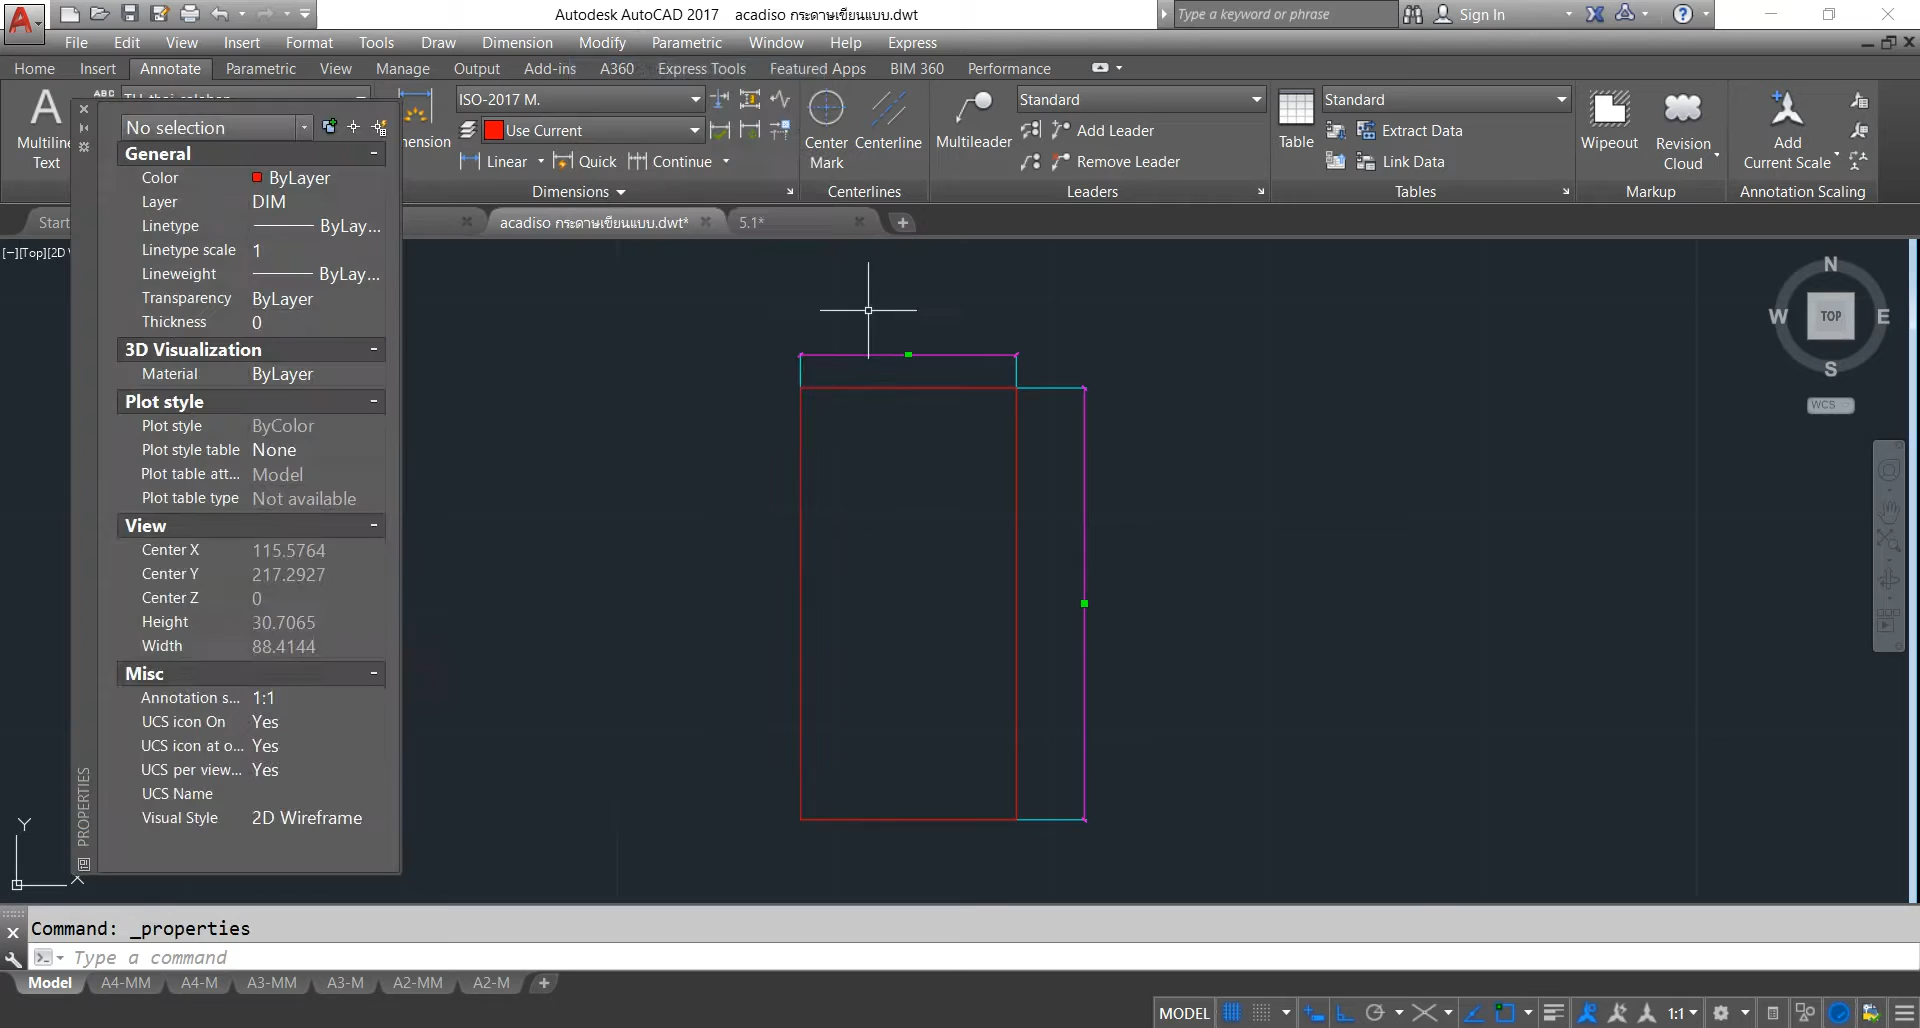 Autodesk AutoCAD 2017 acadiso กระดาษเขียนแบบ.dwt
Type a keyword or phrase
Sign In
File Edit View Insert Format Tools Draw Dimension Modify Parametric Window Help Express
Home Insert Annotate Parametric View Manage Output Add-ins A360 Express Tools Featured Apps BIM 360 Performance
A
ABC
Text
ISO-2017 M.
Use Current
Linear Quick Continue
Dimensions
Center Mark
Centerline
Centerlines
Multileader
Standard
Add Leader
Remove Leader
Leaders
Table
Standard
Extract Data
Link Data
Tables
Wipeout
Revision Cloud
Markup
Add Current Scale
Annotation Scaling
Start
acadiso กระดาษเขียนแบบ.dwt*
5.1*
[−][Top][2D
No selection
General
Color ByLayer
Layer DIM
Linetype ByLay...
Linetype scale 1
Lineweight ByLay...
Transparency ByLayer
Thickness 0
3D Visualization
Material ByLayer
Plot style
Plot style ByColor
Plot style table None
Plot table att... Model
Plot table type Not available
View
Center X 115.5764
Center Y 217.2927
Center Z 0
Height 30.7065
Width 88.4144
Misc
Annotation s... 1:1
UCS icon On Yes
UCS icon at o... Yes
UCS per view... Yes
UCS Name
Visual Style 2D Wireframe
PROPERTIES
N
W TOP E
S
WCS
Y
X
Command: _properties
Type a command
Model A4-MM A4-M A3-MM A3-M A2-MM A2-M
MODEL 1:1